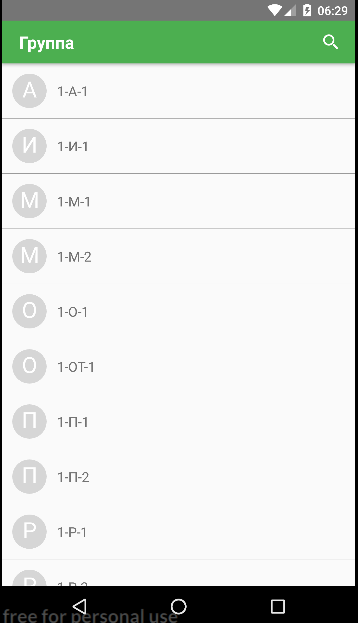 06:29
Группа
А 1-А-1
И 1-И-1
М 1-М-1
М 1-М-2
О 1-О-1
О 1-ОТ-1
П 1-П-1
П 1-П-2
Р 1-Р-1
Р 1-Р-2
free for personal use